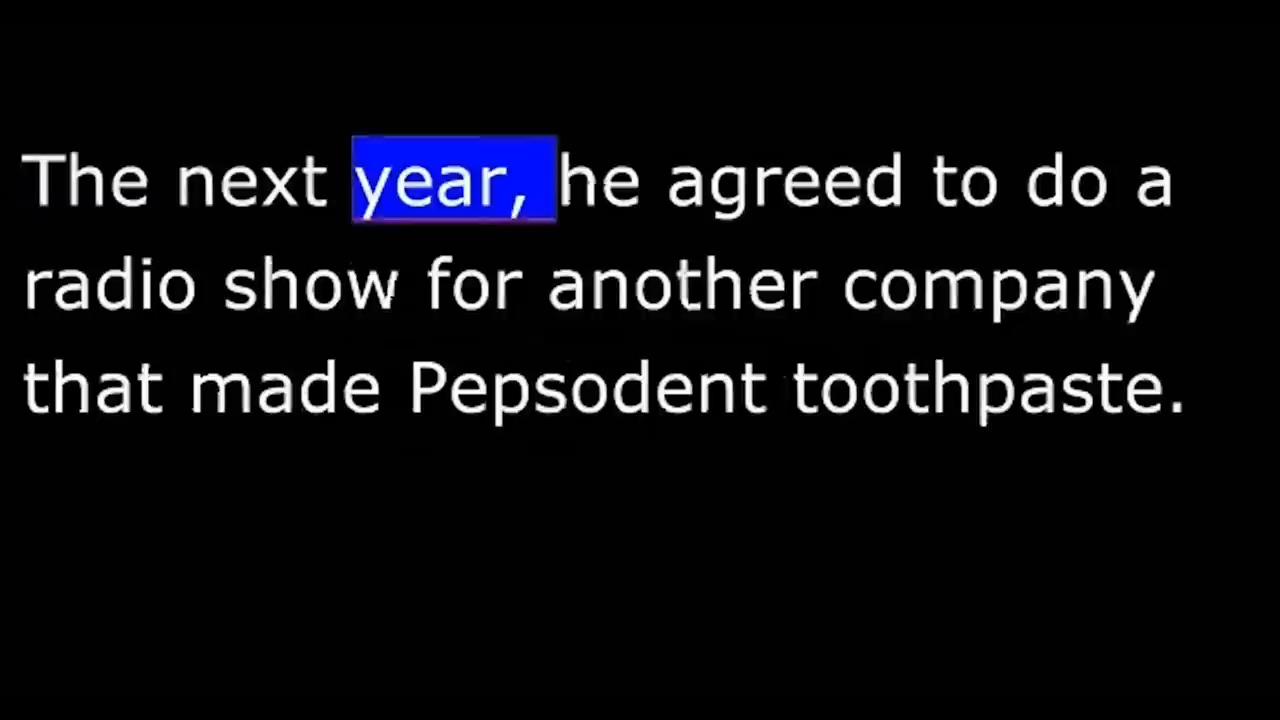 The next year, he agreed to do a
radio show for another company
that made Pepsodent toothpaste.